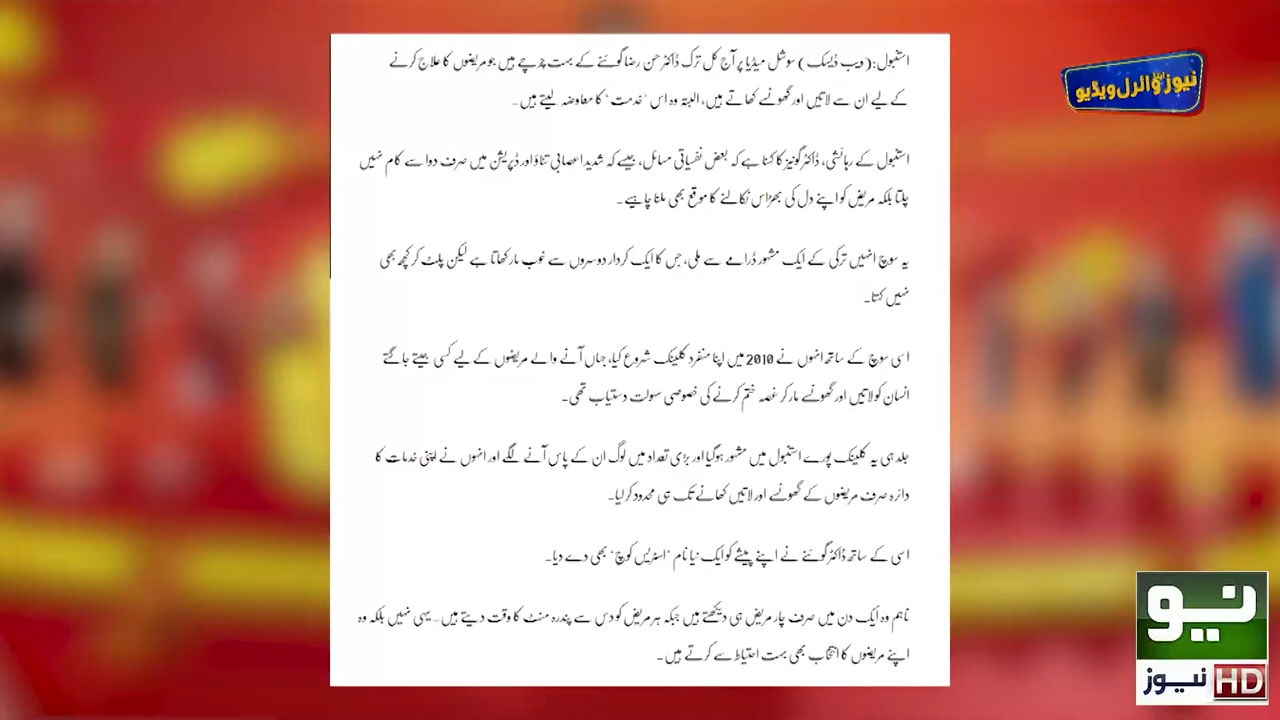 استنبول: (ویب ڈیسک) سوشل میڈیا پر آج کل ترک ڈاکٹر حسن رضا گوئنے کے بہت چرچے ہیں جو مریضوں کا علاج کرنے
کے لیے ان سے لاتیں اور گھونسے کھاتے ہیں، البتہ وہ اس ’خدمت‘ کا معاوضہ لیتے ہیں۔
استنبول کے رہائشی، ڈاکٹر گونیز کا کہنا ہے کہ بعض نفسیاتی مسائل، جیسے کہ شدید اعصابی تناؤ اور ڈپریشن میں صرف دوا سے کام نہیں
چلتا بلکہ مریض کو اپنے دل کی بھڑاس نکالنے کا موقع بھی ملنا چاہیے۔
یہ سوچ انہیں ترکی کے ایک مشہور ڈرامے سے ملی، جس کا ایک کردار دوسروں سے خوب مار کھاتا ہے لیکن پلٹ کر کچھ بھی
نہیں کہتا۔
اسی سوچ کے ساتھ انہوں نے 2010 میں اپنا منفرد کلینک شروع کیا، جہاں آنے والے مریضوں کے لیے کسی جیتے جاگتے
انسان کو لاتیں اور گھونسے مار کر غصہ ختم کرنے کی خصوصی سہولت دستیاب تھی۔
جلد ہی یہ کلینک پورے استنبول میں مشہور ہوگیا اور بڑی تعداد میں لوگ ان کے پاس آنے لگے اور انہوں نے اپنی خدمات کا
دائرہ صرف مریضوں کے گھونسے اور لاتیں کھانے تک ہی محدود کر لیا۔
اسی کے ساتھ ڈاکٹر گوئنے نے اپنے پیشے کو ایک نیا نام ’اسٹریس کوچ‘ بھی دے دیا۔
تاہم وہ ایک دن میں صرف چار مریض ہی دیکھتے ہیں جبکہ ہر مریض کو دس سے پندرہ منٹ کا وقت دیتے ہیں۔ یہی نہیں بلکہ وہ
اپنے مریضوں کا انتخاب بھی بہت احتیاط سے کرتے ہیں۔
نیوز وائرل ویڈیو
نیو
نیوز HD